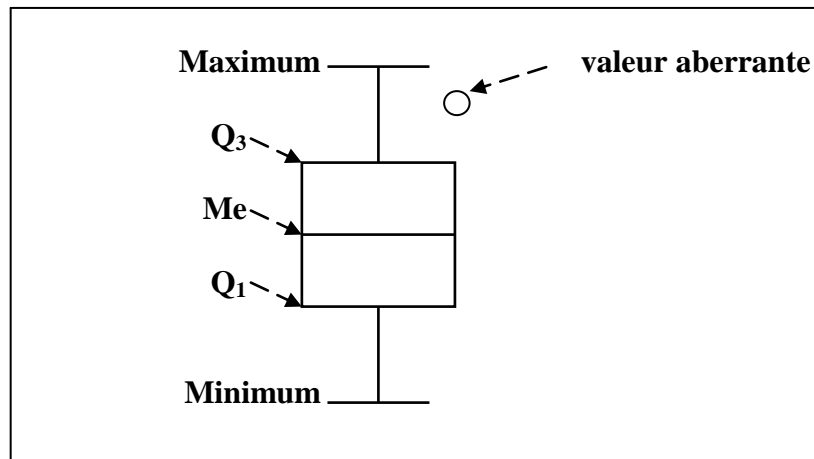 Maximum
valeur aberrante
Q₃
Me
Q₁
Minimum